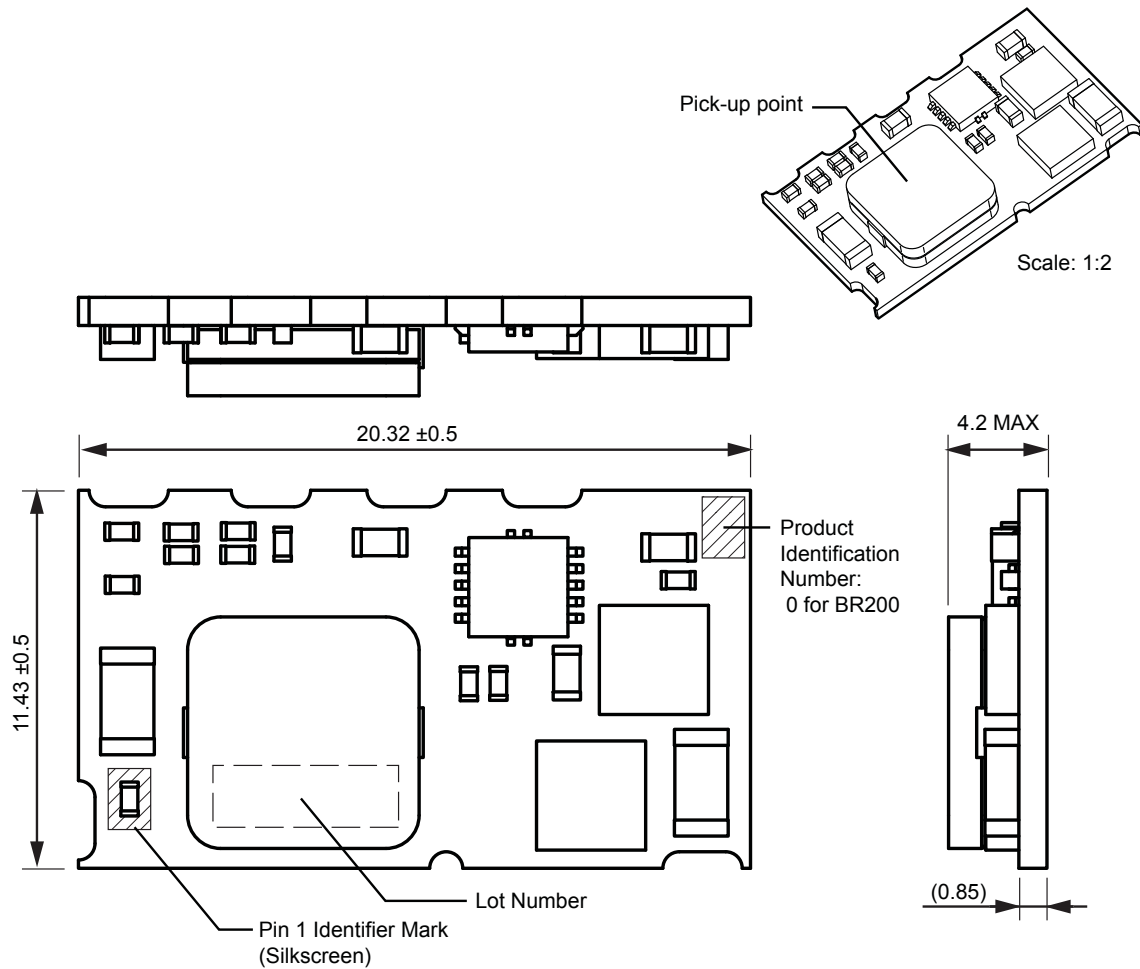 Pick-up point
Scale: 1:2
20.32 ±0.5
4.2 MAX
11.43 ±0.5
Product
Identification
Number:
0 for BR200
(0.85)
Lot Number
Pin 1 Identifier Mark
(Silkscreen)